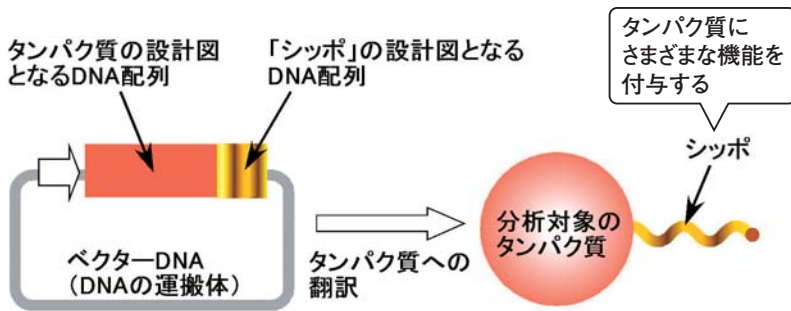 タンパク質の設計図
となるDNA配列
「シッポ」の設計図となる
DNA配列
タンパク質に
さまざまな機能を
付与する
シッポ
ベクターDNA
（DNAの運搬体）
タンパク質への
翻訳
分析対象の
タンパク質